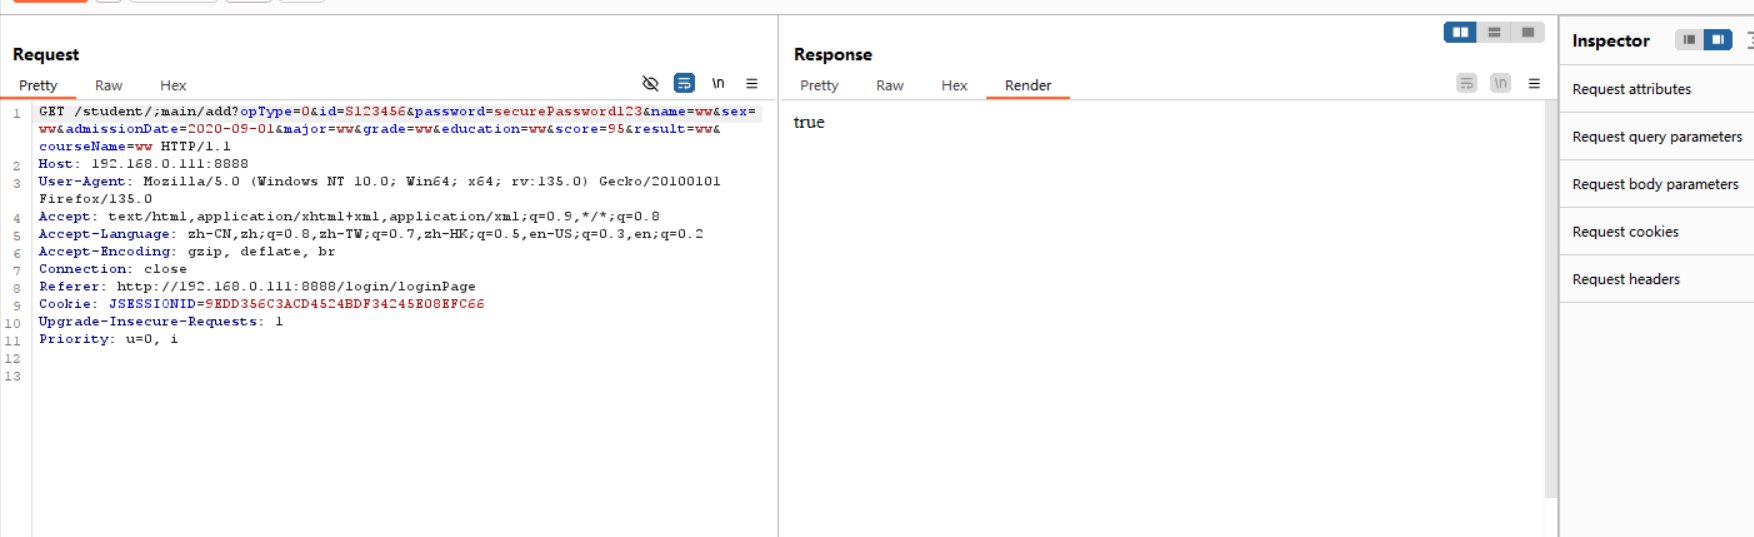 Request
Pretty Raw Hex \n
1 GET /student/;main/add?opType=0&id=S123456&password=securePassword123&name=ww&sex=
ww&admissionDate=2020-09-01&major=ww&grade=ww&education=ww&score=95&result=ww&
courseName=ww HTTP/1.1
2 Host: 192.168.0.111:8888
3 User-Agent: Mozilla/5.0 (Windows NT 10.0; Win64; x64; rv:135.0) Gecko/20100101
Firefox/135.0
4 Accept: text/html,application/xhtml+xml,application/xml;q=0.9,*/*;q=0.8
5 Accept-Language: zh-CN,zh;q=0.8,zh-TW;q=0.7,zh-HK;q=0.5,en-US;q=0.3,en;q=0.2
6 Accept-Encoding: gzip, deflate, br
7 Connection: close
8 Referer: http://192.168.0.111:8888/login/loginPage
9 Cookie: JSESSIONID=9EDD356C3ACD4524BDF34245E08EFC66
10 Upgrade-Insecure-Requests: 1
11 Priority: u=0, i
12
13
Response
Pretty Raw Hex Render \n
true
Inspector
Request attributes
Request query parameters
Request body parameters
Request cookies
Request headers